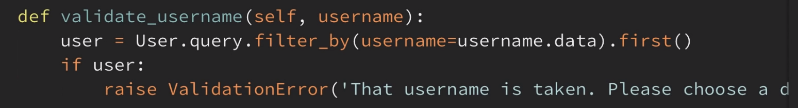 def validate_username(self, username):
    user = User.query.filter_by(username=username.data).first()
    if user:
        raise ValidationError('That username is taken. Please choose a d